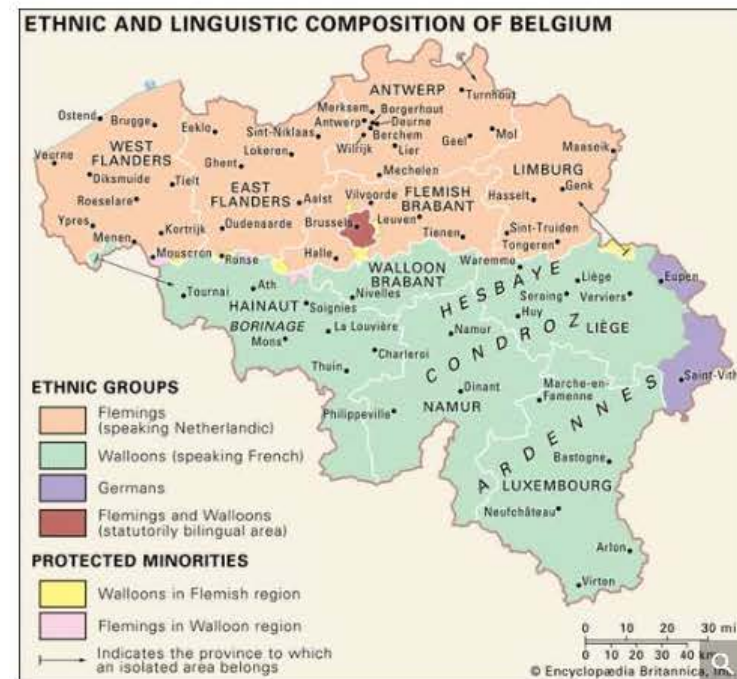 ETHNIC AND LINGUISTIC COMPOSITION OF BELGIUM
ANTWERP
Turnhout
Merksem
Borgerhout
Ostend
Brugge
Eeklo
Sint-Niklaas
Antwerp
Deurne
Berchem
Geel
Mol
Veurne
WEST
FLANDERS
Lokeren
Wilrijk
Lier
Maaseik
Ghent
Mechelen
LIMBURG
Diksmuide
Tielt
EAST
FLANDERS
Aalst
Vilvoorde
FLEMISH
BRABANT
Hasselt
Genk
Roeselare
Ypres
Kortrijk
Oudenaarde
Brussels
Leuven
Menen
Tienen
Sint-Truiden
Tongeren
Mouscron
Ronse
Halle
WALLOON
BRABANT
Waremme
Tournai
Ath
Nivelles
HESBAYE
Liège
Eupen
HAINAUT
Soignies
Seraing
Verviers
Huy
BORINAGE
La Louvière
Namur
CONDROZ
LIÈGE
Mons
Charleroi
Thuin
Dinant
Marche-en-
Famenne
Saint-Vith
Philippeville
NAMUR
ARDENNES
Bastogne
LUXEMBOURG
Neufchâteau
Arlon
Virton
ETHNIC GROUPS
Flemings
(speaking Netherlandic)
Walloons (speaking French)
Germans
Flemings and Walloons
(statutorily bilingual area)
PROTECTED MINORITIES
Walloons in Flemish region
Flemings in Walloon region
Indicates the province to which
an isolated area belongs
0 10 20 30 mi
0 10 20 30 40 km
© Encyclopædia Britannica, Inc.